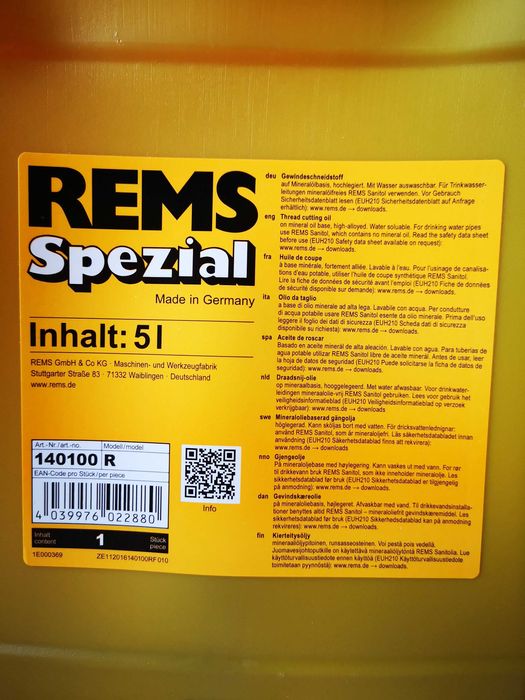 REMS
Spezial
Made in Germany
Inhalt: 5 l
REMS GmbH & Co KG · Maschinen- und Werkzeugfabrik
Stuttgarter Straße 83 · 71332 Waiblingen · Deutschland
www.rems.de
Art.-Nr./art.-no.
Modell/model
140100 R
EAN-Code pro Stück/per piece
4 039976 022880
Inhalt
content
1
Stück
piece
1E000369
ZE112016140100RF010
Info
deu Gewindeschneidstoff
auf Mineralölbasis, hochlegiert. Mit Wasser auswaschbar. Für Trinkwasser-
leitungen mineralölfreies REMS Sanitol verwenden. Vor Gebrauch
Sicherheitsdatenblatt lesen (EUH210 Sicherheitsdatenblatt auf Anfrage
erhältlich): www.rems.de → downloads.
eng Thread cutting oil
on mineral oil base, high-alloyed. Water soluable. For drinking water pipes
use REMS Sanitol, which contains no mineral oil. Read the safety data sheet
before use (EUH210 Safety data sheet available on request):
www.rems.de → downloads.
fra Huile de coupe
à base minérale, fortement alliée. Lavable à l'eau. Pour l'usage de canalisa-
tions d'eau potable, utiliser l'huile de coupe synthétique REMS Sanitol.
Lire la fiche de données de sécurité avant l'emploi (EUH210 Fiche de données
de sécurité disponible sur demande): www.rems.de → downloads.
ita Olio da taglio
a base di olio minerale ad alta lega. Lavabile con acqua. Per condutture
di acqua potabile usare REMS Sanitol esente da olio minerale. Prima dell'uso
leggere il foglio dei dati di sicurezza (EUH210 Scheda dati di sicurezza
disponibile su richiesta): www.rems.de → downloads.
spa Aceite de roscar
Basado en aceite mineral de alta aleación. Lavable con agua. Para tuberías de
agua potable utilizar REMS Sanitol libre de aceite mineral. Antes de usar, leer
la hoja de datos de seguridad (EUH210 Puede solicitarse la ficha de datos de
seguridad): www.rems.de → downloads.
nld Draadsnij-olie
op mineraalbasis, hooggelegeerd. Met water afwasbaar. Voor drinkwater-
leidingen mineraalolie-vrij REMS Sanitol gebruiken. Lees voor gebruik het
veiligheidsinformatieblad (EUH210 Veiligheidsinformatieblad op verzoek
verkrijgbaar): www.rems.de → downloads.
swe Mineraloliebaserad gängolja
höglegerad. Kan sköljas bort med vatten. För dricksvattenledningar:
använd REMS Sanitol, som är mineraloljefri. Läs säkerhetsdatabladet innan
användning (EUH210 Säkerhetsdatablad finns att rekvirera):
www.rems.de → downloads.
nno Gjengeolje
På mineraloljebase med høylegering. Kann vaskes ut med vann. For rør
til drikkevann bruk REMS Sanitol, som ikke inneholder mineralolje.
Les sikkerhetsdatabladet før bruk (EUH210 Sikkerhetsdatablad er tilgjengelig
på anmodning): www.rems.de → downloads.
dan Gevindskæreolie
på mineraloliebasis, højlegeret. Afvaskbar med vand. Til drikkevandsinstalla-
tioner benyttes altid REMS Sanitol – mineraloliefrit gevindskæremiddel. Les
sikkerhetsdatabladet før bruk (EUH210 Sikkerhedsdatablad kan på anmodning
rekvireres): www.rems.de → downloads.
fin Kierteitysöljy
mineraaliöljypitoinen, runsasseosteinen. Voi pestä pois vedellä.
Juomavesijohtoputkilla on käytettävä mineraaliöljytöntä REMS Sanitolia. Lue
käyttöturvallisuustiedote ennen käyttöä (EUH210 Käyttöturvallisuustiedote
toimitetaan pyynnöstä): www.rems.de → downloads.